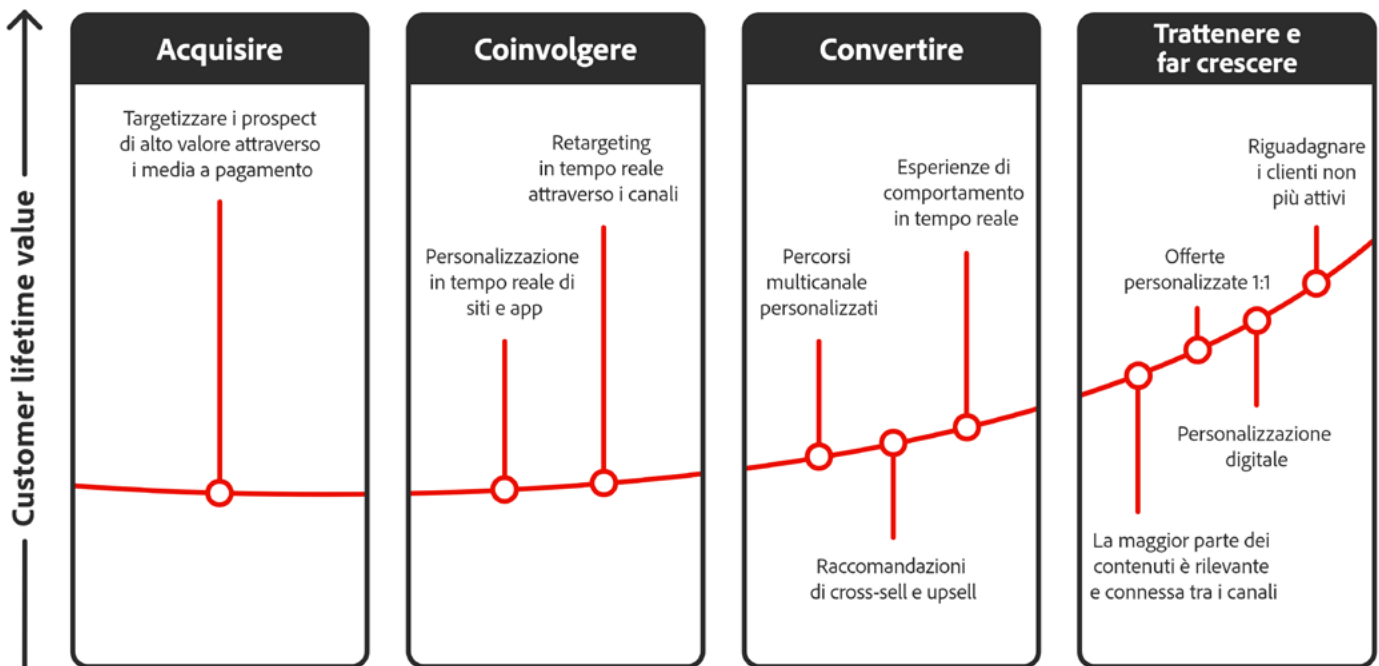 Customer lifetime value
Acquisire
Targetizzare i prospect
di alto valore attraverso
i media a pagamento
Coinvolgere
Retargeting
in tempo reale
attraverso i canali
Personalizzazione
in tempo reale di
siti e app
Convertire
Esperienze di
comportamento
in tempo reale
Percorsi
multicanale
personalizzati
Raccomandazioni
di cross-sell e upsell
Trattenere e
far crescere
Riguadagnare
i clienti non
più attivi
Offerte
personalizzate 1:1
Personalizzazione
digitale
La maggior parte dei
contenuti è rilevante
e connessa tra i canali